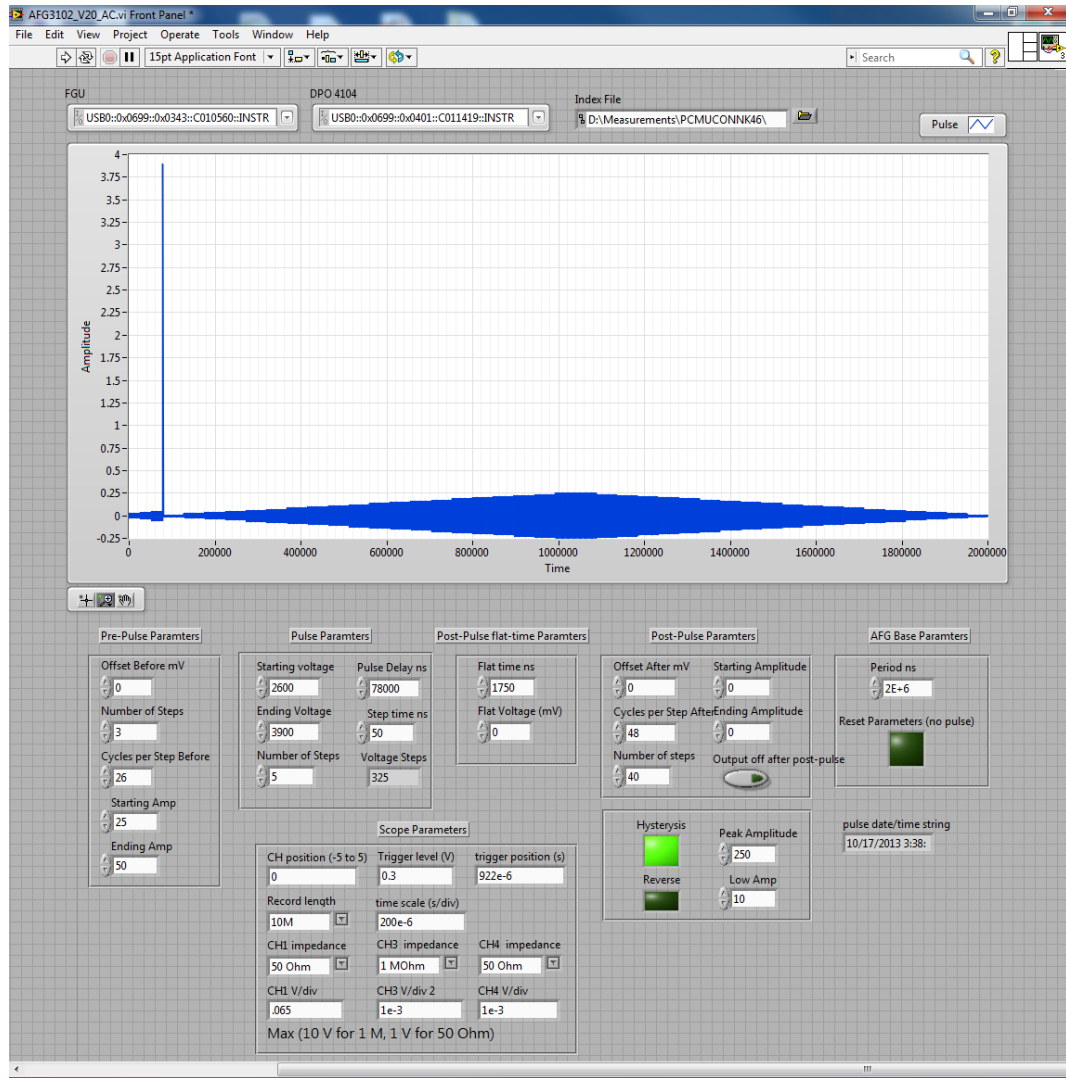 AFG3102_V20_AC.vi Front Panel *
File Edit View Project Operate Tools Window Help
15pt Application Font
Search
3
FGU
DPO 4104
Index File
USB0::0x0699::0x0343::C010560::INSTR
USB0::0x0699::0x0401::C011419::INSTR
D:\Measurements\PCMUCONNK46\
Pulse
4
3.75
3.5
3.25
3
2.75
2.5
2.25
2
1.75
1.5
1.25
1
0.75
0.5
0.25
0
-0.25
Amplitude
0 200000 400000 600000 800000 1000000 1200000 1400000 1600000 1800000 2000000
Time
Pre-Pulse Paramters
Offset Before mV
0
Number of Steps
3
Cycles per Step Before
26
Starting Amp
25
Ending Amp
50
Pulse Paramters
Starting voltage Pulse Delay ns
2600 78000
Ending Voltage Step time ns
3900 50
Number of Steps Voltage Steps
5 325
Post-Pulse flat-time Paramters
Flat time ns
1750
Flat Voltage (mV)
0
Post-Pulse Paramters
Offset After mV Starting Amplitude
0 0
Cycles per Step After Ending Amplitude
48 0
Number of steps Output off after post-pulse
40
AFG Base Paramters
Period ns
2E+6
Reset Parameters (no pulse)
Scope Parameters
CH position (-5 to 5) Trigger level (V) trigger position (s)
0 0.3 922e-6
Record length time scale (s/div)
10M 200e-6
CH1 impedance CH3 impedance CH4 impedance
50 Ohm 1 MOhm 50 Ohm
CH1 V/div CH3 V/div 2 CH4 V/div
.065 1e-3 1e-3
Max (10 V for 1 M, 1 V for 50 Ohm)
Hysterysis Peak Amplitude
250
Reverse Low Amp
10
pulse date/time string
10/17/2013 3:38: